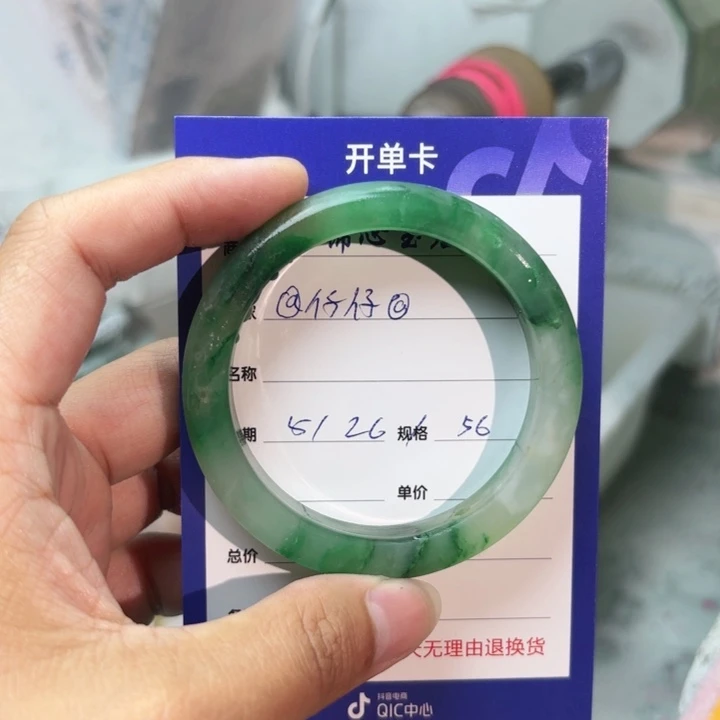 开单卡
@仔仔@
名称
期 5/26 规格 56
单价
总价
天无理由退换货
抖音电商
QIC中心